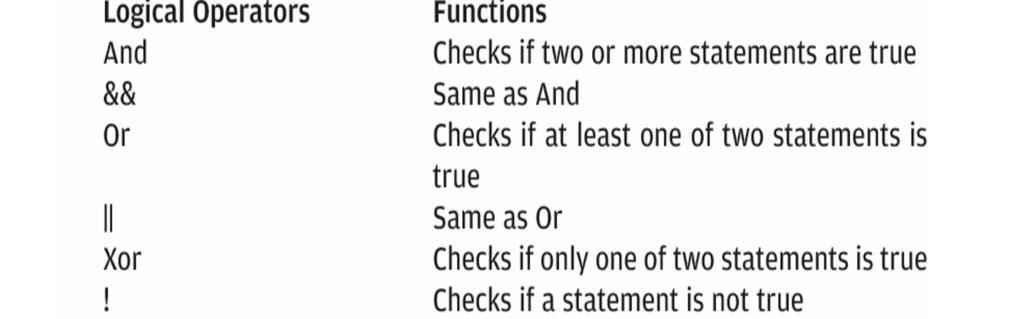 Logical Operators Functions
And Checks if two or more statements are true
&& Same as And
Or Checks if at least one of two statements is
true
|| Same as Or
Xor Checks if only one of two statements is true
! Checks if a statement is not true